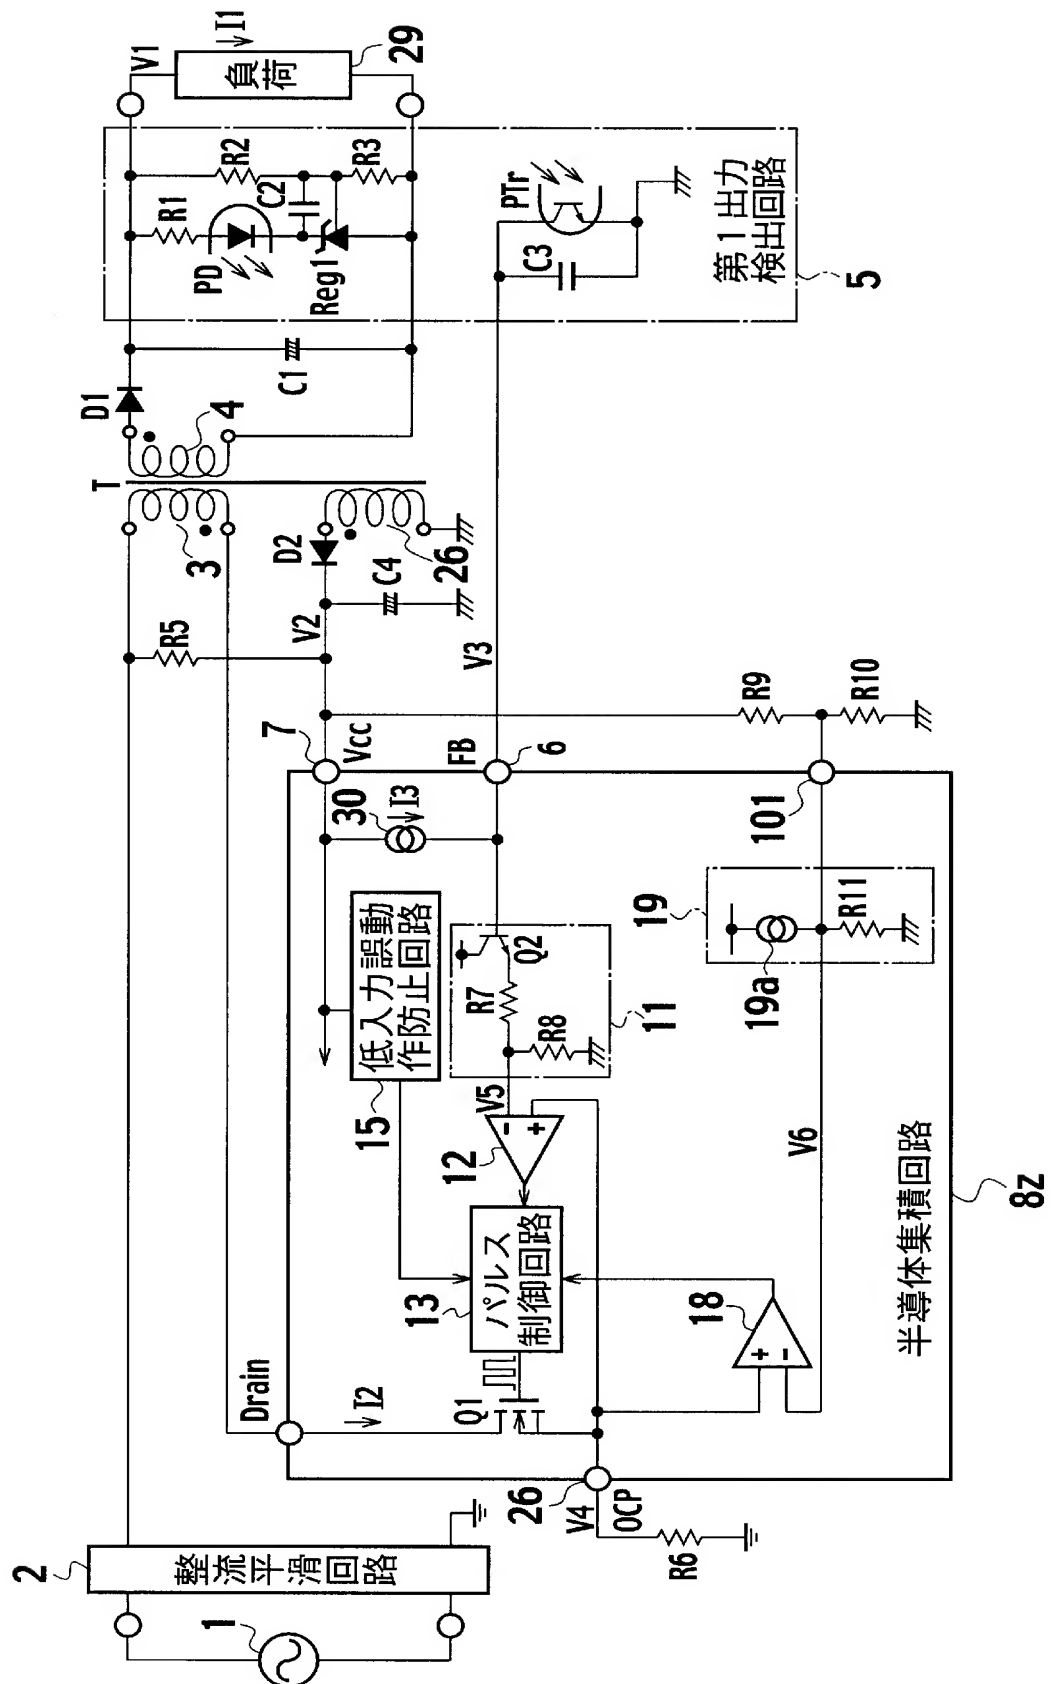 1
2
整流平滑回路
T
3
4
D1
C1
R1
PD
R2
C2
Reg1
R3
V1
負荷
I1
29
R5
D2
V2
C4
26
V3
PTr
C3
第1出力
検出回路
5
Drain
I2
7
Vcc
30
I3
FB
6
15
低入力誤動
作防止回路
Q1
13
パルス
制御回路
12
-
+
V5
R7
R8
Q2
11
26
V4
OCP
R6
18
+
-
V6
19
19a
R11
101
R9
R10
半導体集積回路
8z